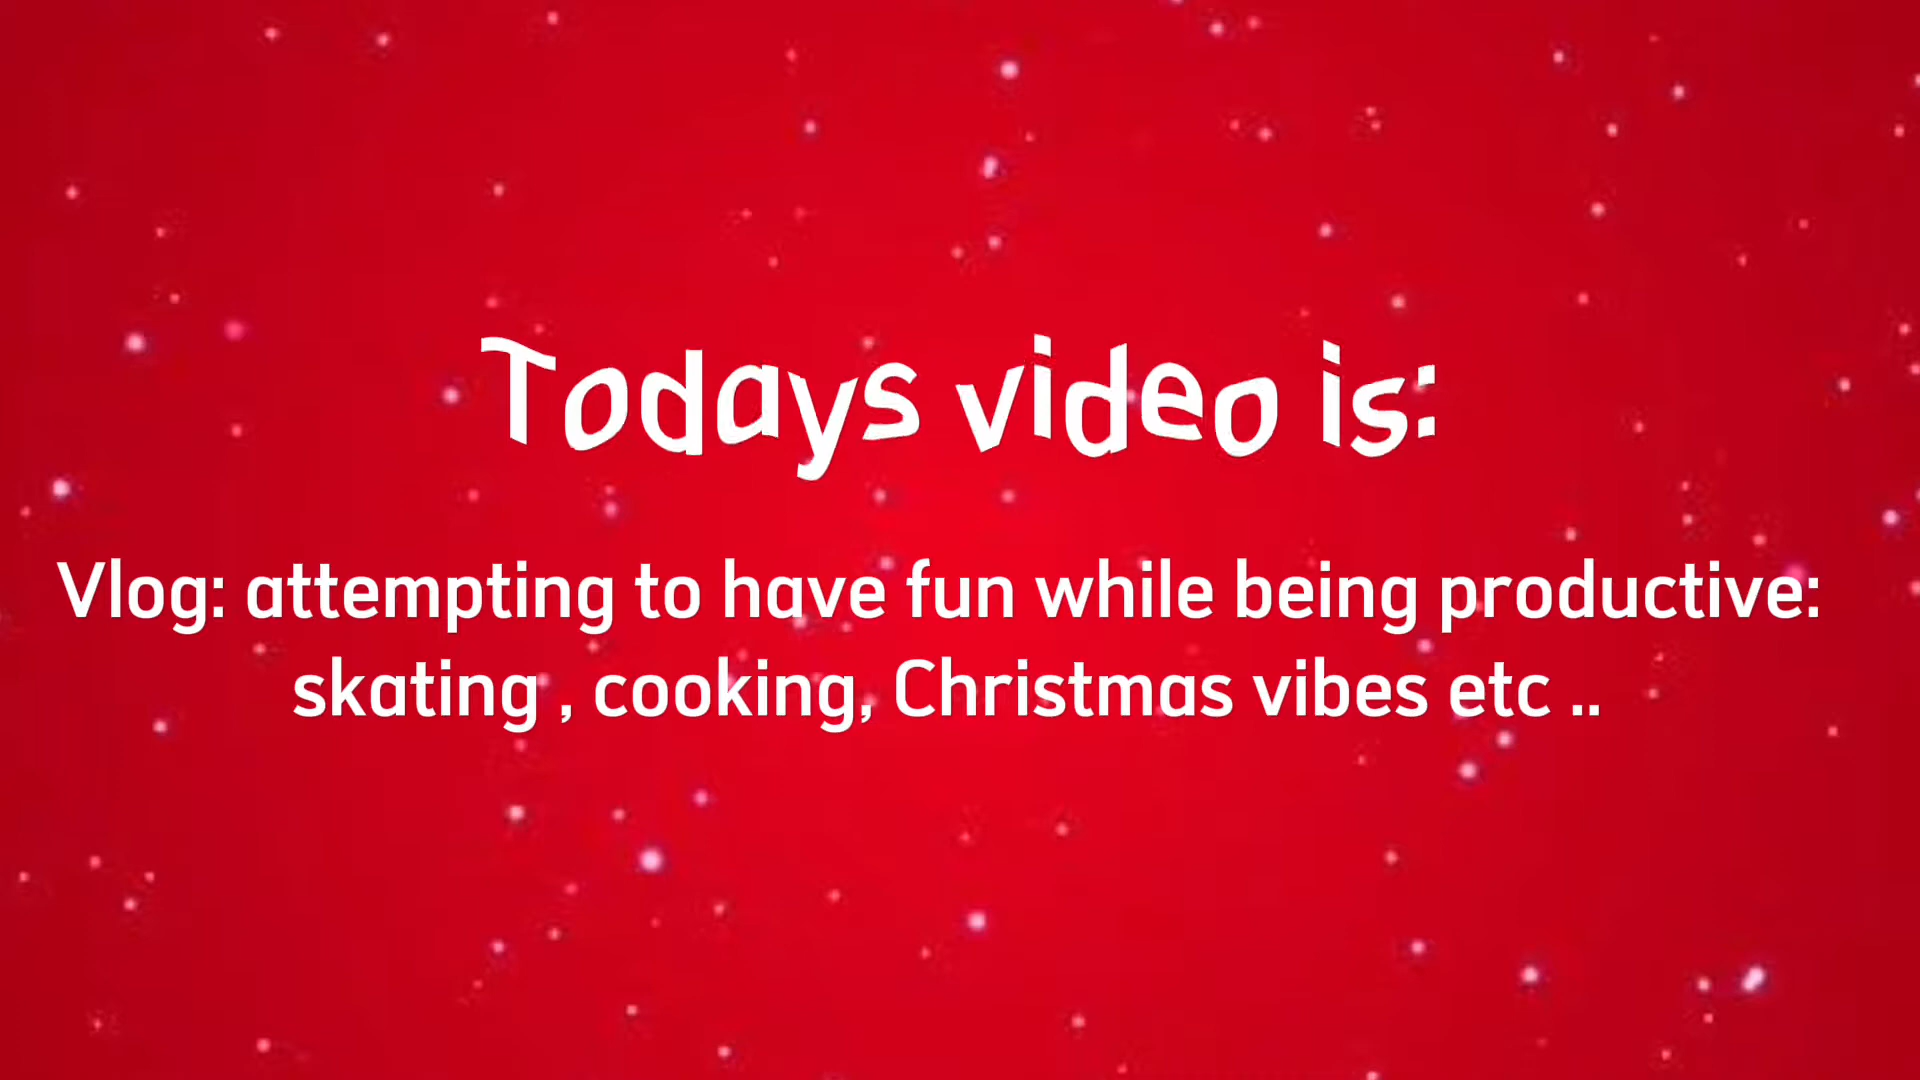 Todays video is:
Vlog: attempting to have fun while being productive:
skating , cooking, Christmas vibes etc ..